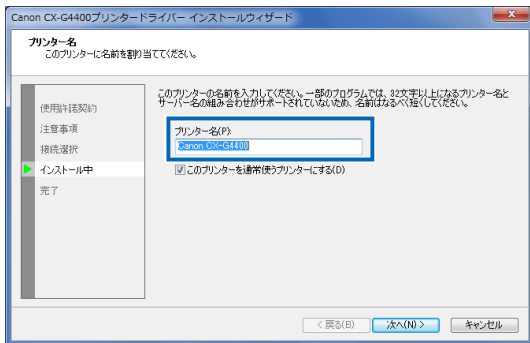 Canon CX-G4400プリンタードライバー インストールウィザード
プリンター名
このプリンターに名前を割り当ててください。
使用許諾契約
注意事項
接続選択
インストール中
完了
このプリンターの名前を入力してください。一部のプログラムでは、32文字以上になるプリンター名と
サーバー名の組み合わせがサポートされていないため、名前はなるべく短くしてください。
プリンター名(P):
Canon CX-G4400
このプリンターを通常使うプリンターにする(D)
< 戻る(B)
次へ(N) >
キャンセル